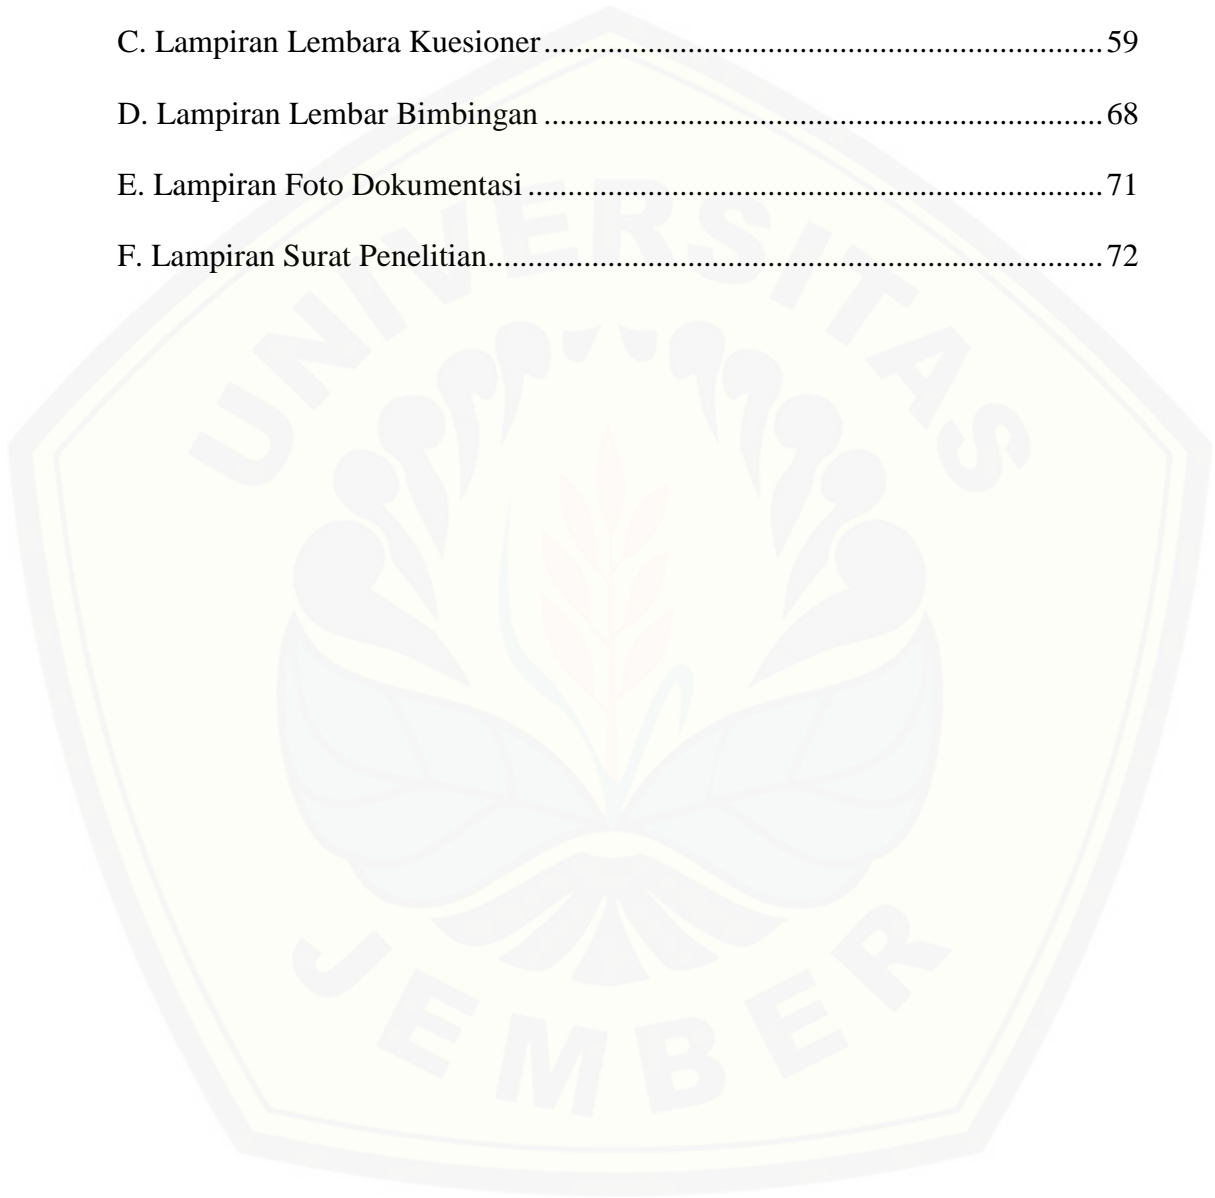 C. Lampiran Lembara Kuesioner........................................................................ 59
D. Lampiran Lembar Bimbingan ........................................................................ 68
E. Lampiran Foto Dokumentasi .......................................................................... 71
F. Lampiran Surat Penelitian............................................................................... 72
UNIVERSITAS
JEMBER